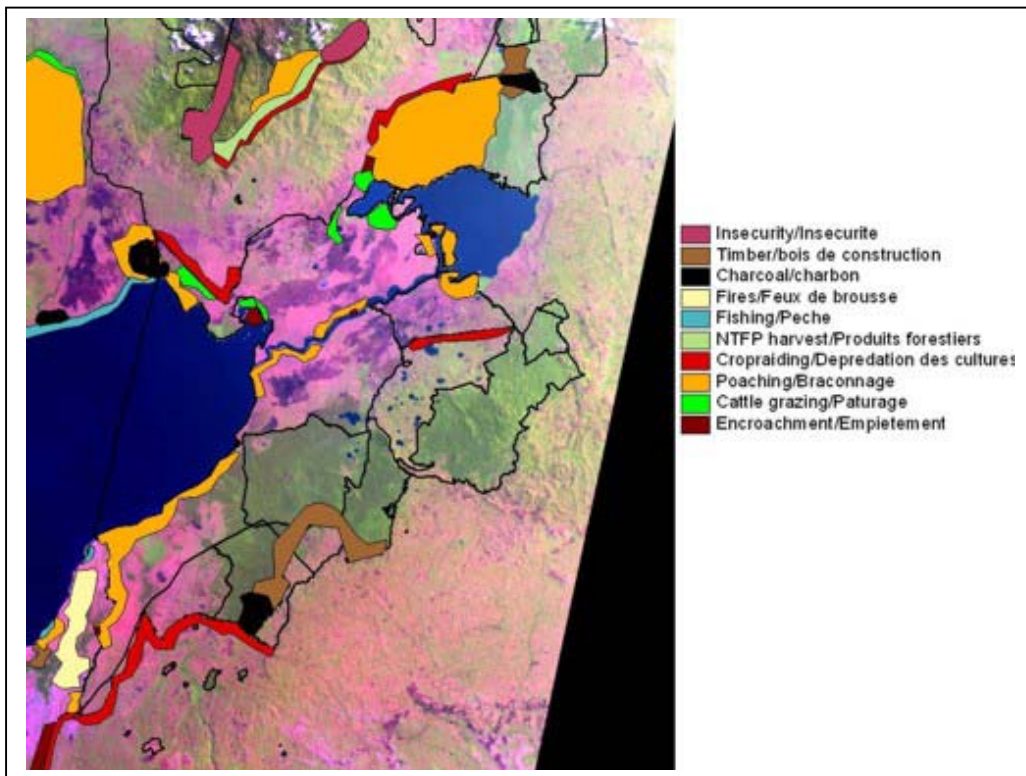 Insecurity/Insecurite
Timber/bois de construction
Charcoal/charbon
Fires/Feux de brousse
Fishing/Peche
NTFP harvest/Produits forestiers
Cropraiding/Depredation des cultures
Poaching/Braconnage
Cattle grazing/Paturage
Encroachment/Empietement